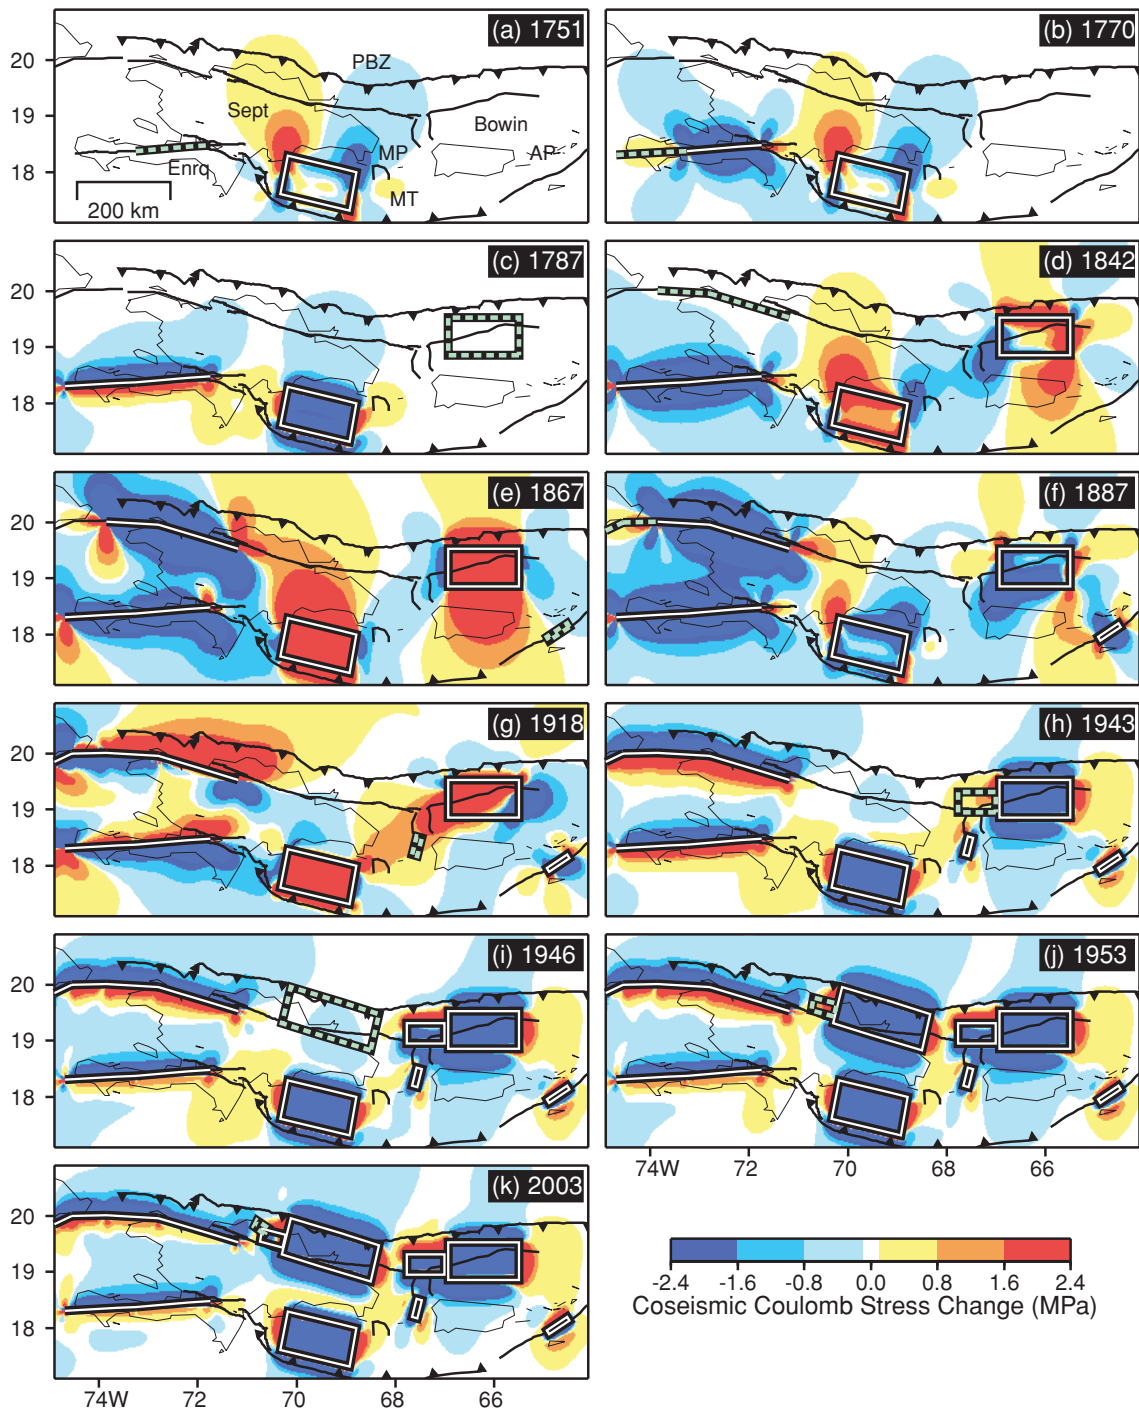 (a) 1751
(b) 1770
20
PBZ
19
Sept
Bowin
MP
AP
18
Enrq
MT
200 km
(c) 1787
(d) 1842
20
19
18
(e) 1867
(f) 1887
20
19
18
(g) 1918
(h) 1943
20
19
18
(i) 1946
(j) 1953
20
19
18
74W 72 70 68 66
(k) 2003
20
19
18
-2.4 -1.6 -0.8 0.0 0.8 1.6 2.4
Coseismic Coulomb Stress Change (MPa)
74W 72 70 68 66